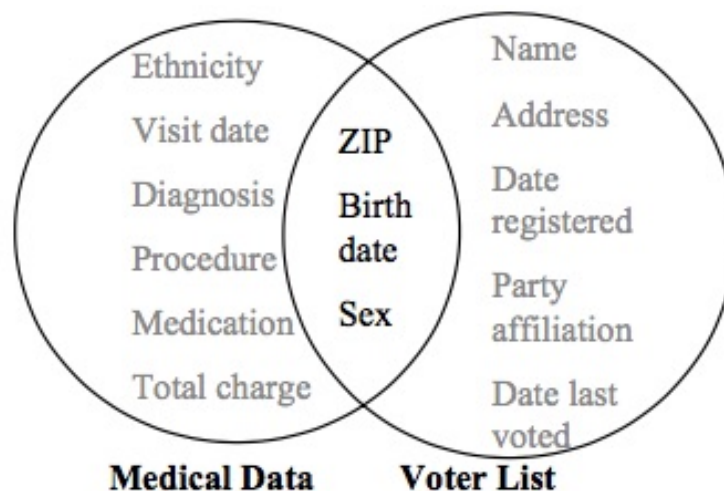 Ethnicity
Visit date
Diagnosis
Procedure
Medication
Total charge
ZIP
Birth
date
Sex
Name
Address
Date
registered
Party
affiliation
Date last
voted
Medical Data
Voter List